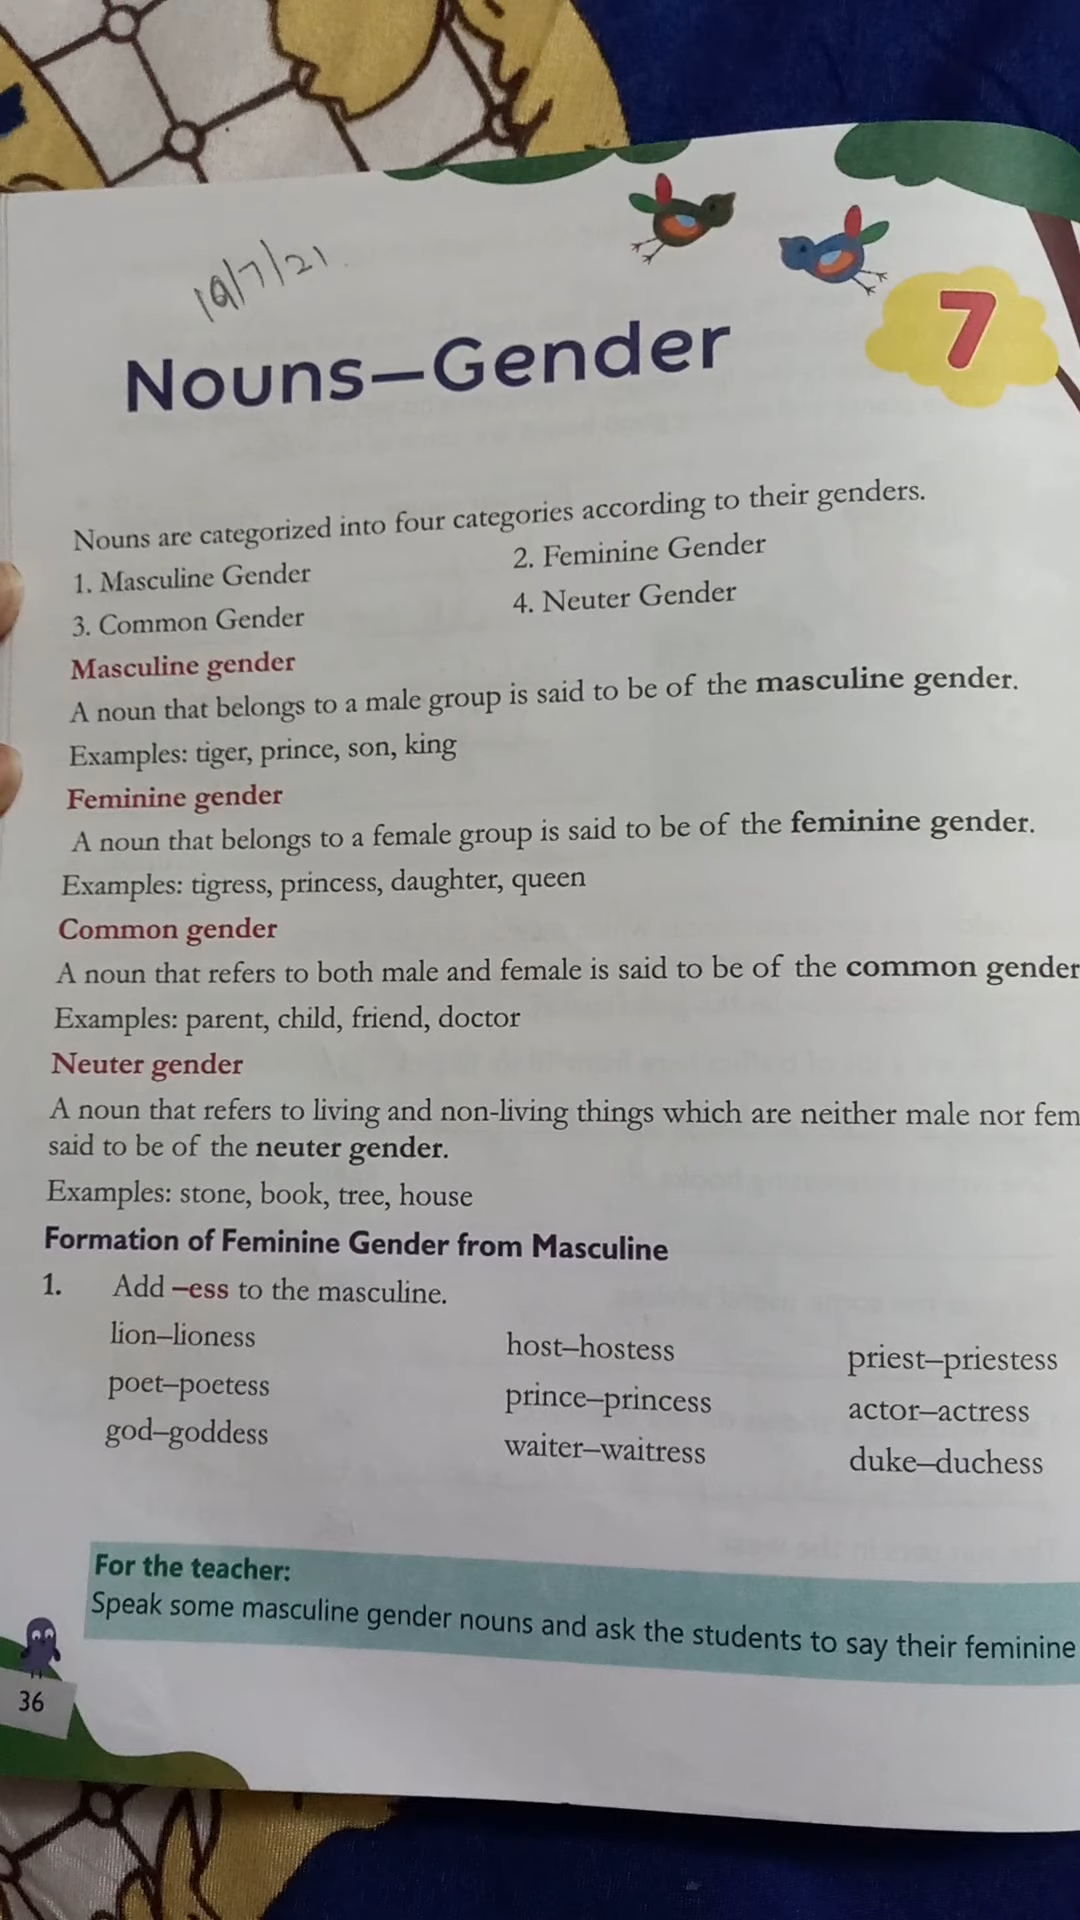 19/7/21
7
Nouns—Gender
Nouns are categorized into four categories according to their genders.
1. Masculine Gender 2. Feminine Gender
3. Common Gender 4. Neuter Gender
Masculine gender
A noun that belongs to a male group is said to be of the masculine gender.
Examples: tiger, prince, son, king
Feminine gender
A noun that belongs to a female group is said to be of the feminine gender.
Examples: tigress, princess, daughter, queen
Common gender
A noun that refers to both male and female is said to be of the common gender
Examples: parent, child, friend, doctor
Neuter gender
A noun that refers to living and non-living things which are neither male nor fem
said to be of the neuter gender.
Examples: stone, book, tree, house
Formation of Feminine Gender from Masculine
1. Add –ess to the masculine.
lion–lioness host–hostess priest–priestess
poet–poetess prince–princess actor–actress
god–goddess waiter–waitress duke–duchess
For the teacher:
Speak some masculine gender nouns and ask the students to say their feminine
36